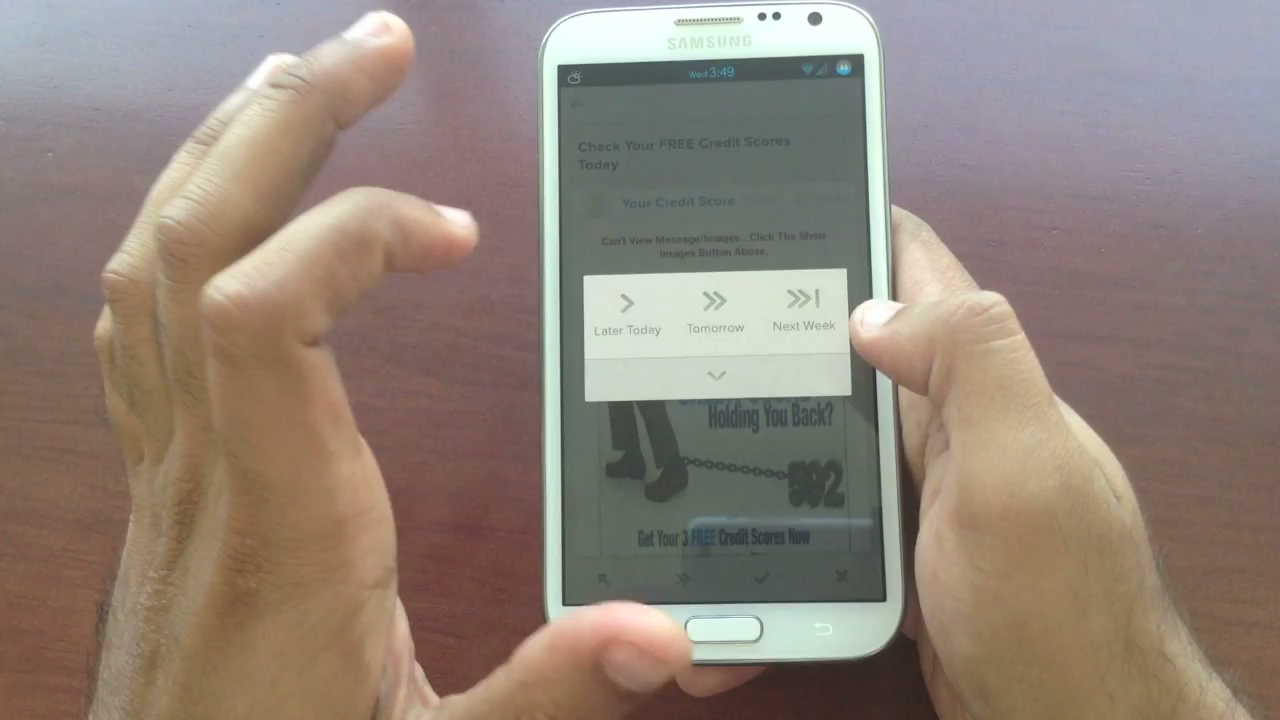 SAMSUNG
Wed 3:49
44
Check Your FREE Credit Scores
Today
Your Credit Score
Can't View Message/Images...Click The Show
Images Button Above.
Later Today
Tomorrow
Next Week
Holding You Back?
502
Get Your 3 FREE Credit Scores Now